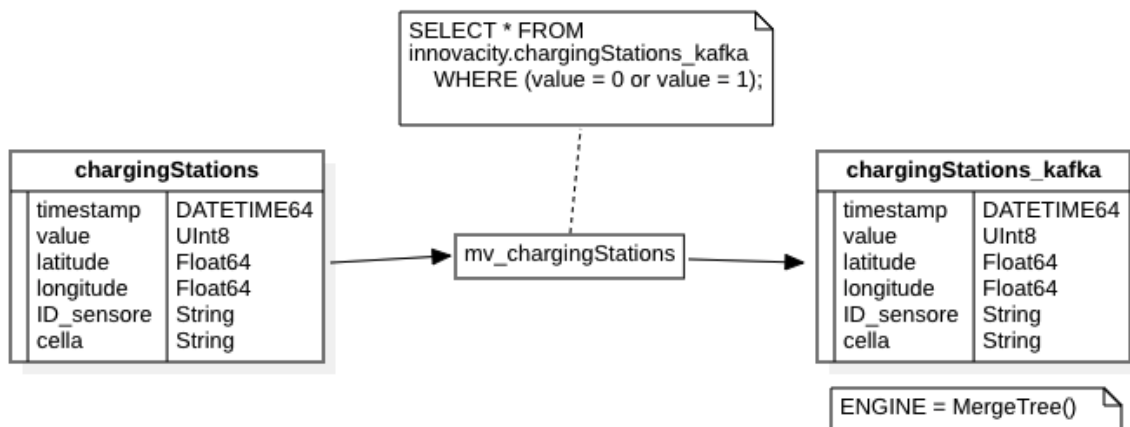 SELECT * FROM
innovacity.chargingStations_kafka
WHERE (value = 0 or value = 1);
chargingStations
timestamp DATETIME64
value UInt8
latitude Float64
longitude Float64
ID_sensore String
cella String
mv_chargingStations
chargingStations_kafka
timestamp DATETIME64
value UInt8
latitude Float64
longitude Float64
ID_sensore String
cella String
ENGINE = MergeTree()